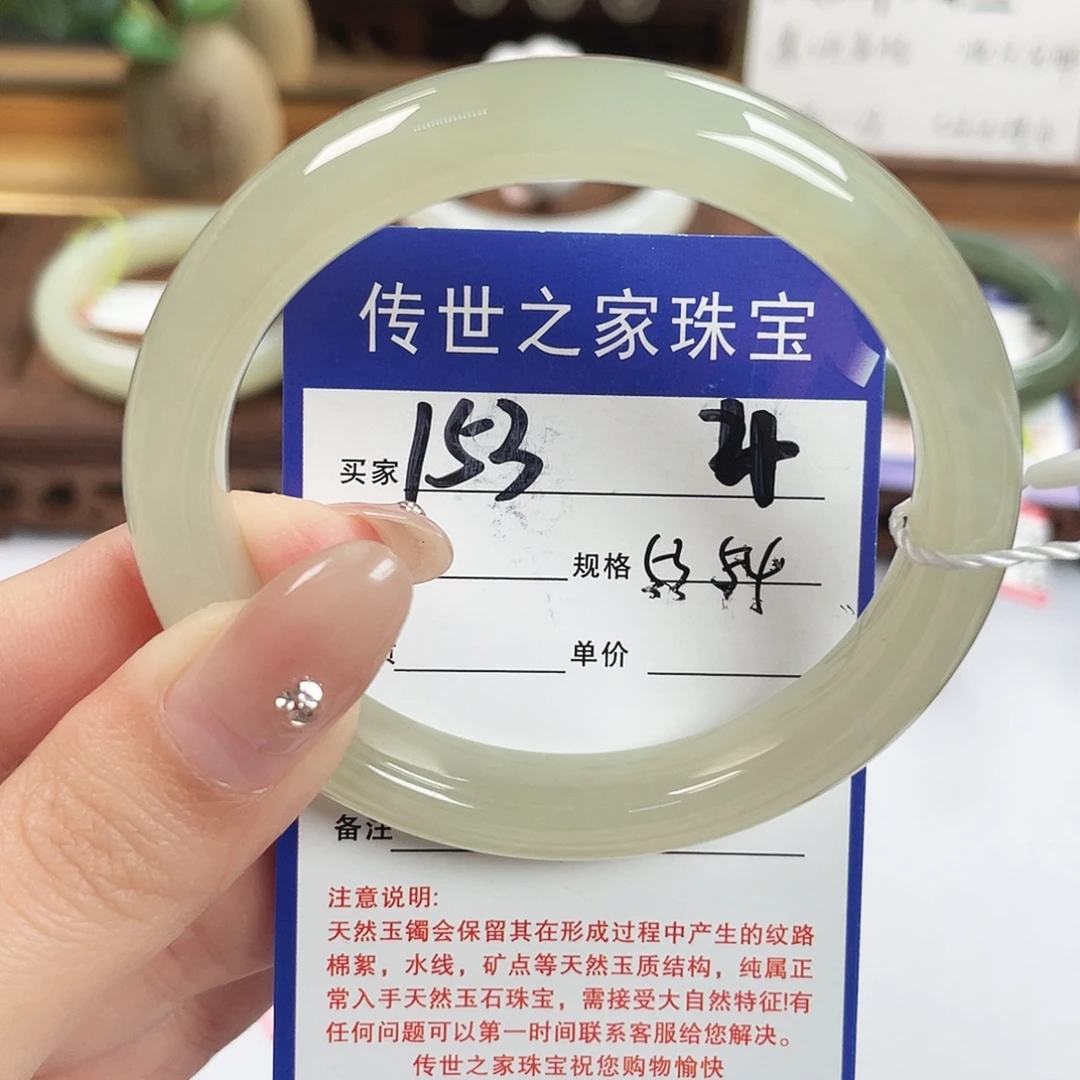 传世之家珠宝
买家 153 24
规格
单价
备注
注意说明:
天然玉镯会保留其在形成过程中产生的纹路
棉絮，水线，矿点等天然玉质结构，纯属正
常入手天然玉石珠宝，需接受大自然特征!有
任何问题可以第一时间联系客服给您解决。
传世之家珠宝祝您购物愉快